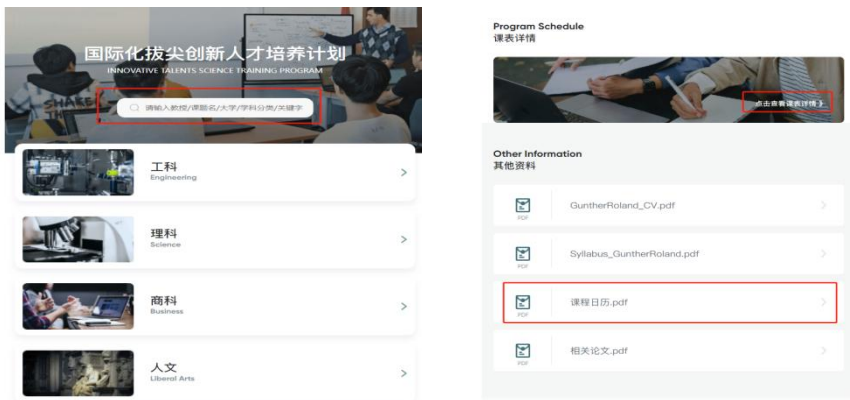 国际化拔尖创新人才培养计划
INNOVATIVE TALENTS SCIENCE TRAINING PROGRAM
SHAKE
请输入教授/课题名/大学/学科分类/关键字
工科
Engineering
理科
Science
商科
Business
人文
Liberal Arts
Program Schedule
课表详情
点击查看课表详情 》
Other Information
其他资料
PDF
GuntherRoland_CV.pdf
PDF
Syllabus_GuntherRoland.pdf
PDF
课程日历.pdf
PDF
相关论文.pdf